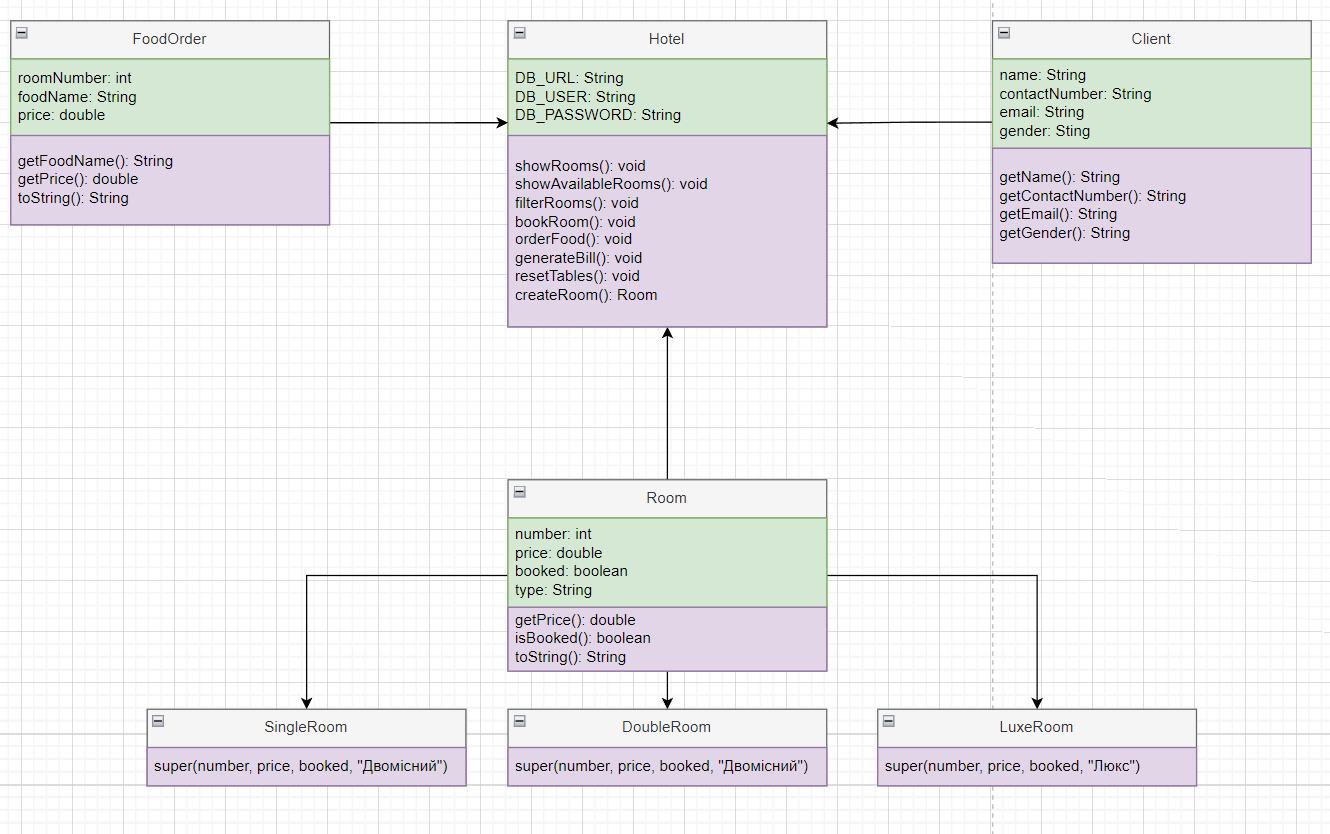 FoodOrder
roomNumber: int
foodName: String
price: double
getFoodName(): String
getPrice(): double
toString(): String
Hotel
DB_URL: String
DB_USER: String
DB_PASSWORD: String
showRooms(): void
showAvailableRooms(): void
filterRooms(): void
bookRoom(): void
orderFood(): void
generateBill(): void
resetTables(): void
createRoom(): Room
Client
name: String
contactNumber: String
email: String
gender: Sting
getName(): String
getContactNumber(): String
getEmail(): String
getGender(): String
Room
number: int
price: double
booked: boolean
type: String
getPrice(): double
isBooked(): boolean
toString(): String
SingleRoom
super(number, price, booked, "Двомісний")
DoubleRoom
super(number, price, booked, "Двомісний")
LuxeRoom
super(number, price, booked, "Люкс")